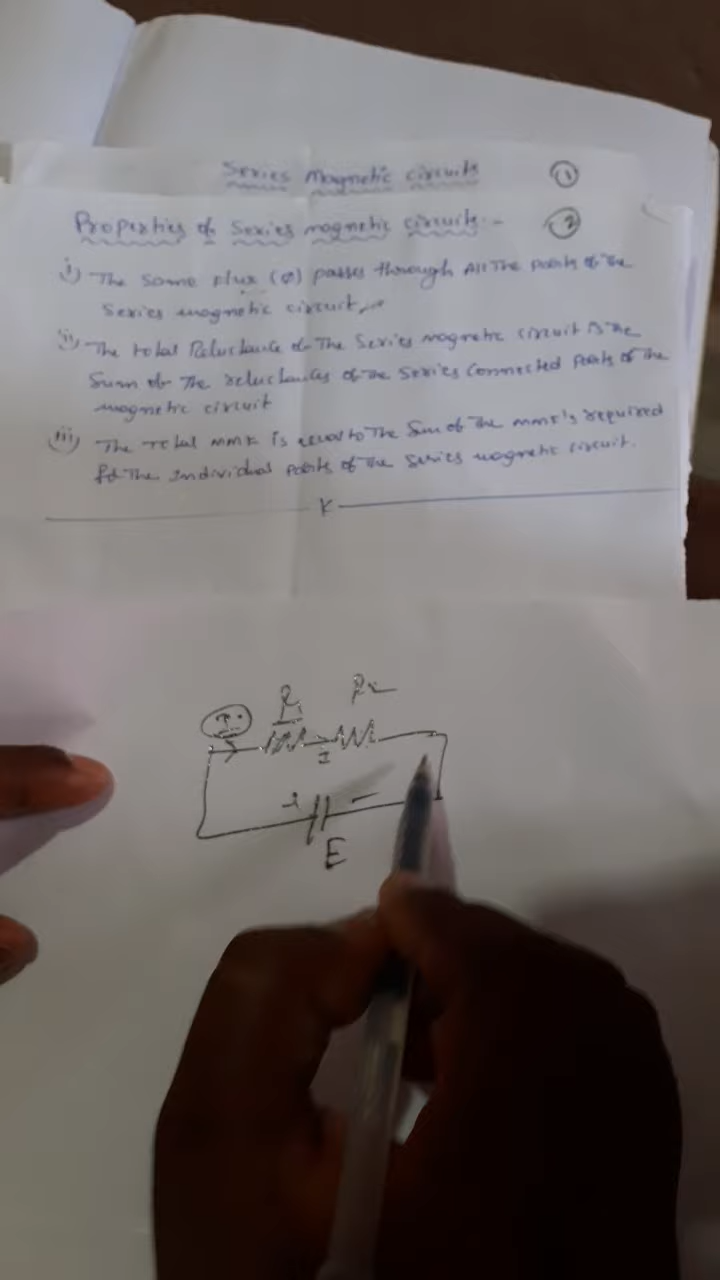 Series Magnetic circuits ①
Properties of Series magnetic circuits:- ②
i) The same flux (Φ) passes through All The parts of The
Series magnetic circuit.
ii) The total Reluctance of The Series magnetic circuit is The
Sum of The reluctances of The Series Connected parts of The
magnetic circuit
iii) The total MMF is equal to The Sum of The MMF's required
for The Individual parts of The Series magnetic circuit.
R1 R2
I
I
+ -
E